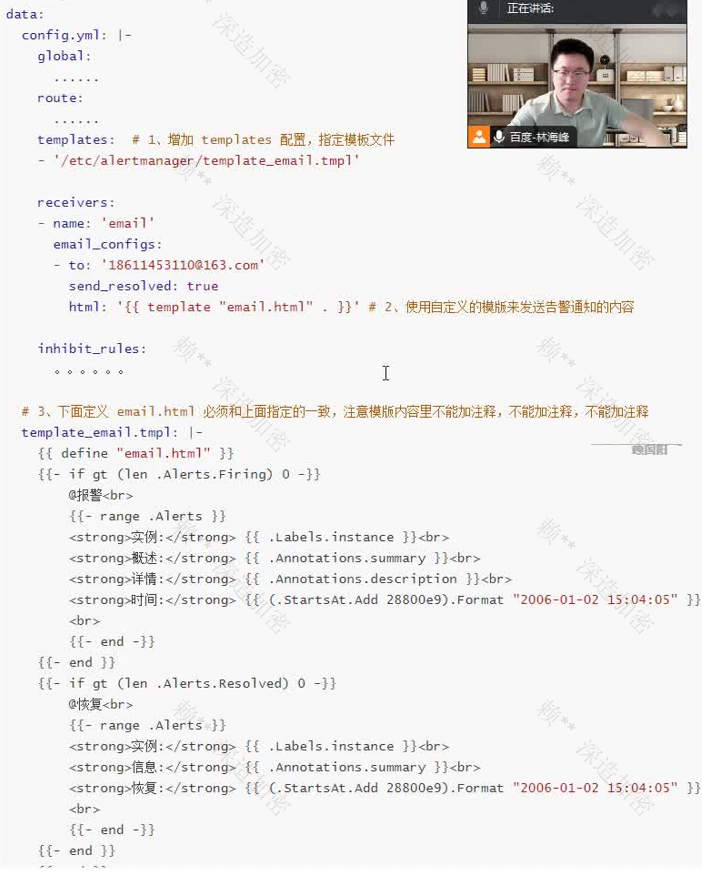 正在讲话:
百度-林海峰
data:
  config.yml: |-
    global:
      ......
    route:
      ......
    templates:  # 1、增加 templates 配置，指定模板文件
    - '/etc/alertmanager/template_email.tmpl'
    receivers:
    - name: 'email'
      email_configs:
      - to: '18611453110@163.com'
        send_resolved: true
        html: '{{ template "email.html" . }}' # 2、使用自定义的模版来发送告警通知的内容
    inhibit_rules:
      。。。。。。
  # 3、下面定义 email.html 必须和上面指定的一致，注意模版内容里不能加注释，不能加注释，不能加注释
  template_email.tmpl: |-
    {{ define "email.html" }}
    {{- if gt (len .Alerts.Firing) 0 -}}
        @报警<br>
        {{- range .Alerts }}
        <strong>实例:</strong> {{ .Labels.instance }}<br>
        <strong>概述:</strong> {{ .Annotations.summary }}<br>
        <strong>详情:</strong> {{ .Annotations.description }}<br>
        <strong>时间:</strong> {{ (.StartsAt.Add 28800e9).Format "2006-01-02 15:04:05" }}
        <br>
        {{- end -}}
    {{- end }}
    {{- if gt (len .Alerts.Resolved) 0 -}}
        @恢复<br>
        {{- range .Alerts }}
        <strong>实例:</strong> {{ .Labels.instance }}<br>
        <strong>信息:</strong> {{ .Annotations.summary }}<br>
        <strong>恢复:</strong> {{ (.StartsAt.Add 28800e9).Format "2006-01-02 15:04:05" }}
        <br>
        {{- end -}}
    {{- end }}
赖** 深造加密